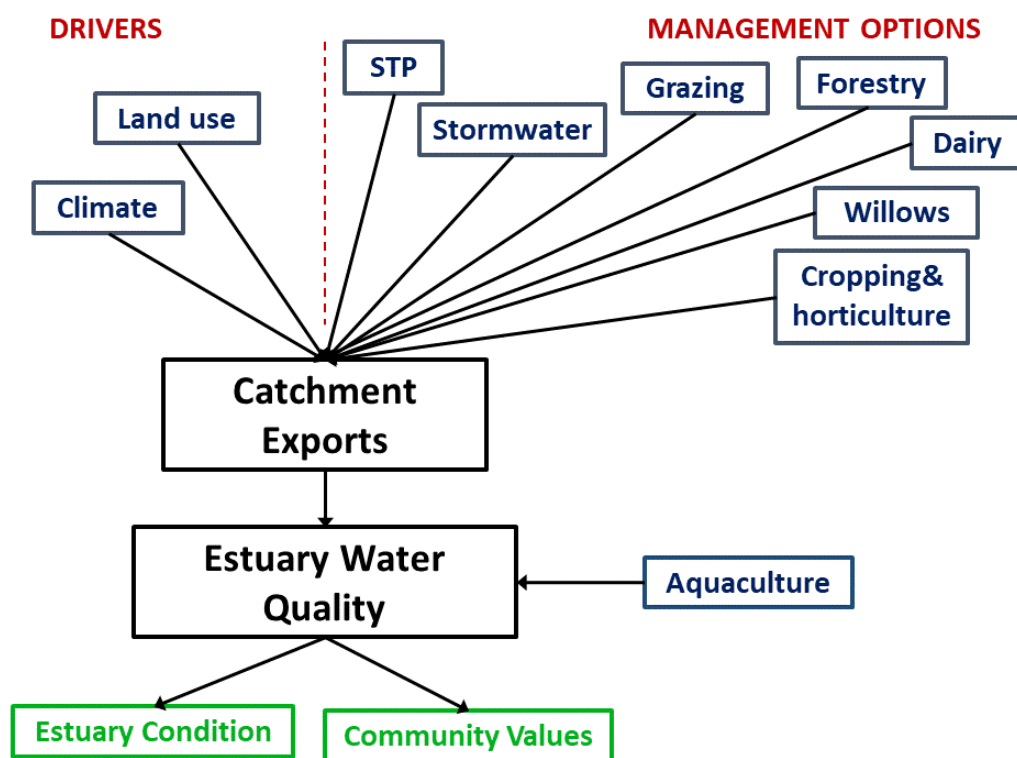 DRIVERS
MANAGEMENT OPTIONS
STP
Land use
Stormwater
Grazing
Forestry
Dairy
Climate
Willows
Cropping&
horticulture
Catchment
Exports
Estuary Water
Quality
Aquaculture
Estuary Condition
Community Values